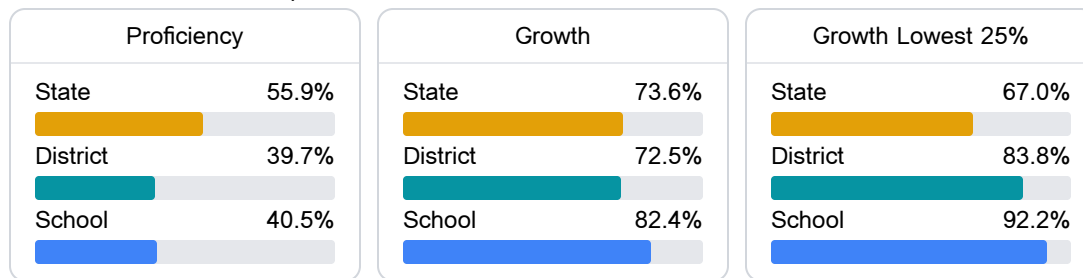 Proficiency
State 55.9%
District 39.7%
School 40.5%
Growth
State 73.6%
District 72.5%
School 82.4%
Growth Lowest 25%
State 67.0%
District 83.8%
School 92.2%